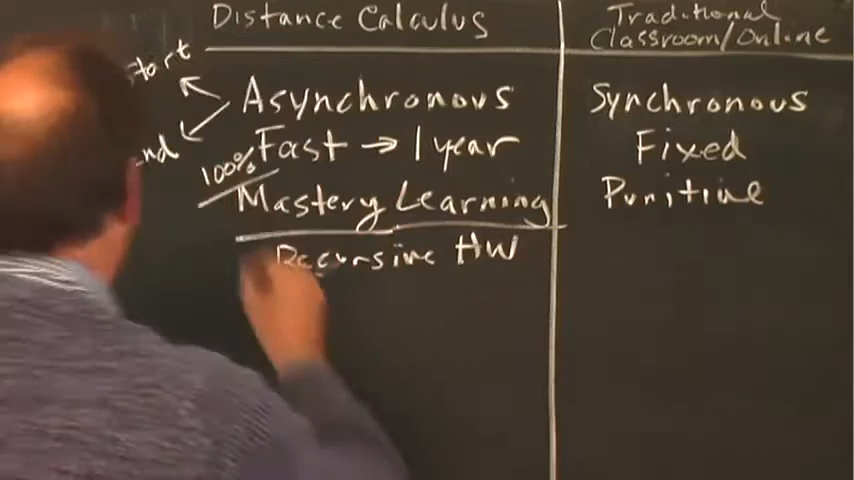 Distance Calculus
Traditional
Classroom/Online
Asynchronous
Synchronous
Fast → 1 year
Fixed
100%
Mastery Learning
Punitive
Recursive HW